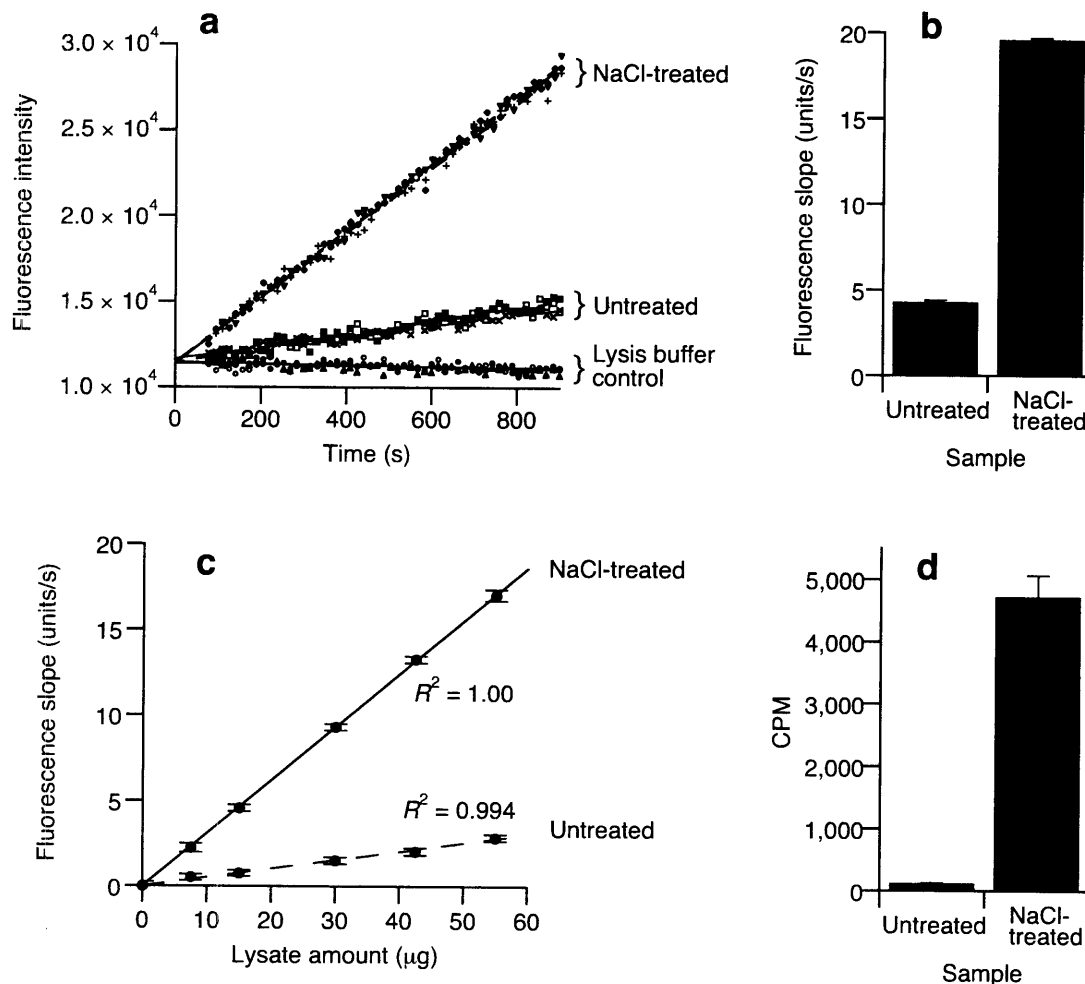 a
3.0 × 10⁴
2.5 × 10⁴
2.0 × 10⁴
1.5 × 10⁴
1.0 × 10⁴
Fluorescence intensity
0 200 400 600 800
Time (s)
} NaCl-treated
} Untreated
} Lysis buffer
control
b
20
15
10
5
0
Fluorescence slope (units/s)
Untreated
NaCl-
treated
Sample
c
20
15
10
5
0
Fluorescence slope (units/s)
NaCl-treated
R² = 1.00
R² = 0.994
Untreated
0 10 20 30 40 50 60
Lysate amount (μg)
d
5,000
4,000
3,000
2,000
1,000
0
CPM
Untreated
NaCl-
treated
Sample